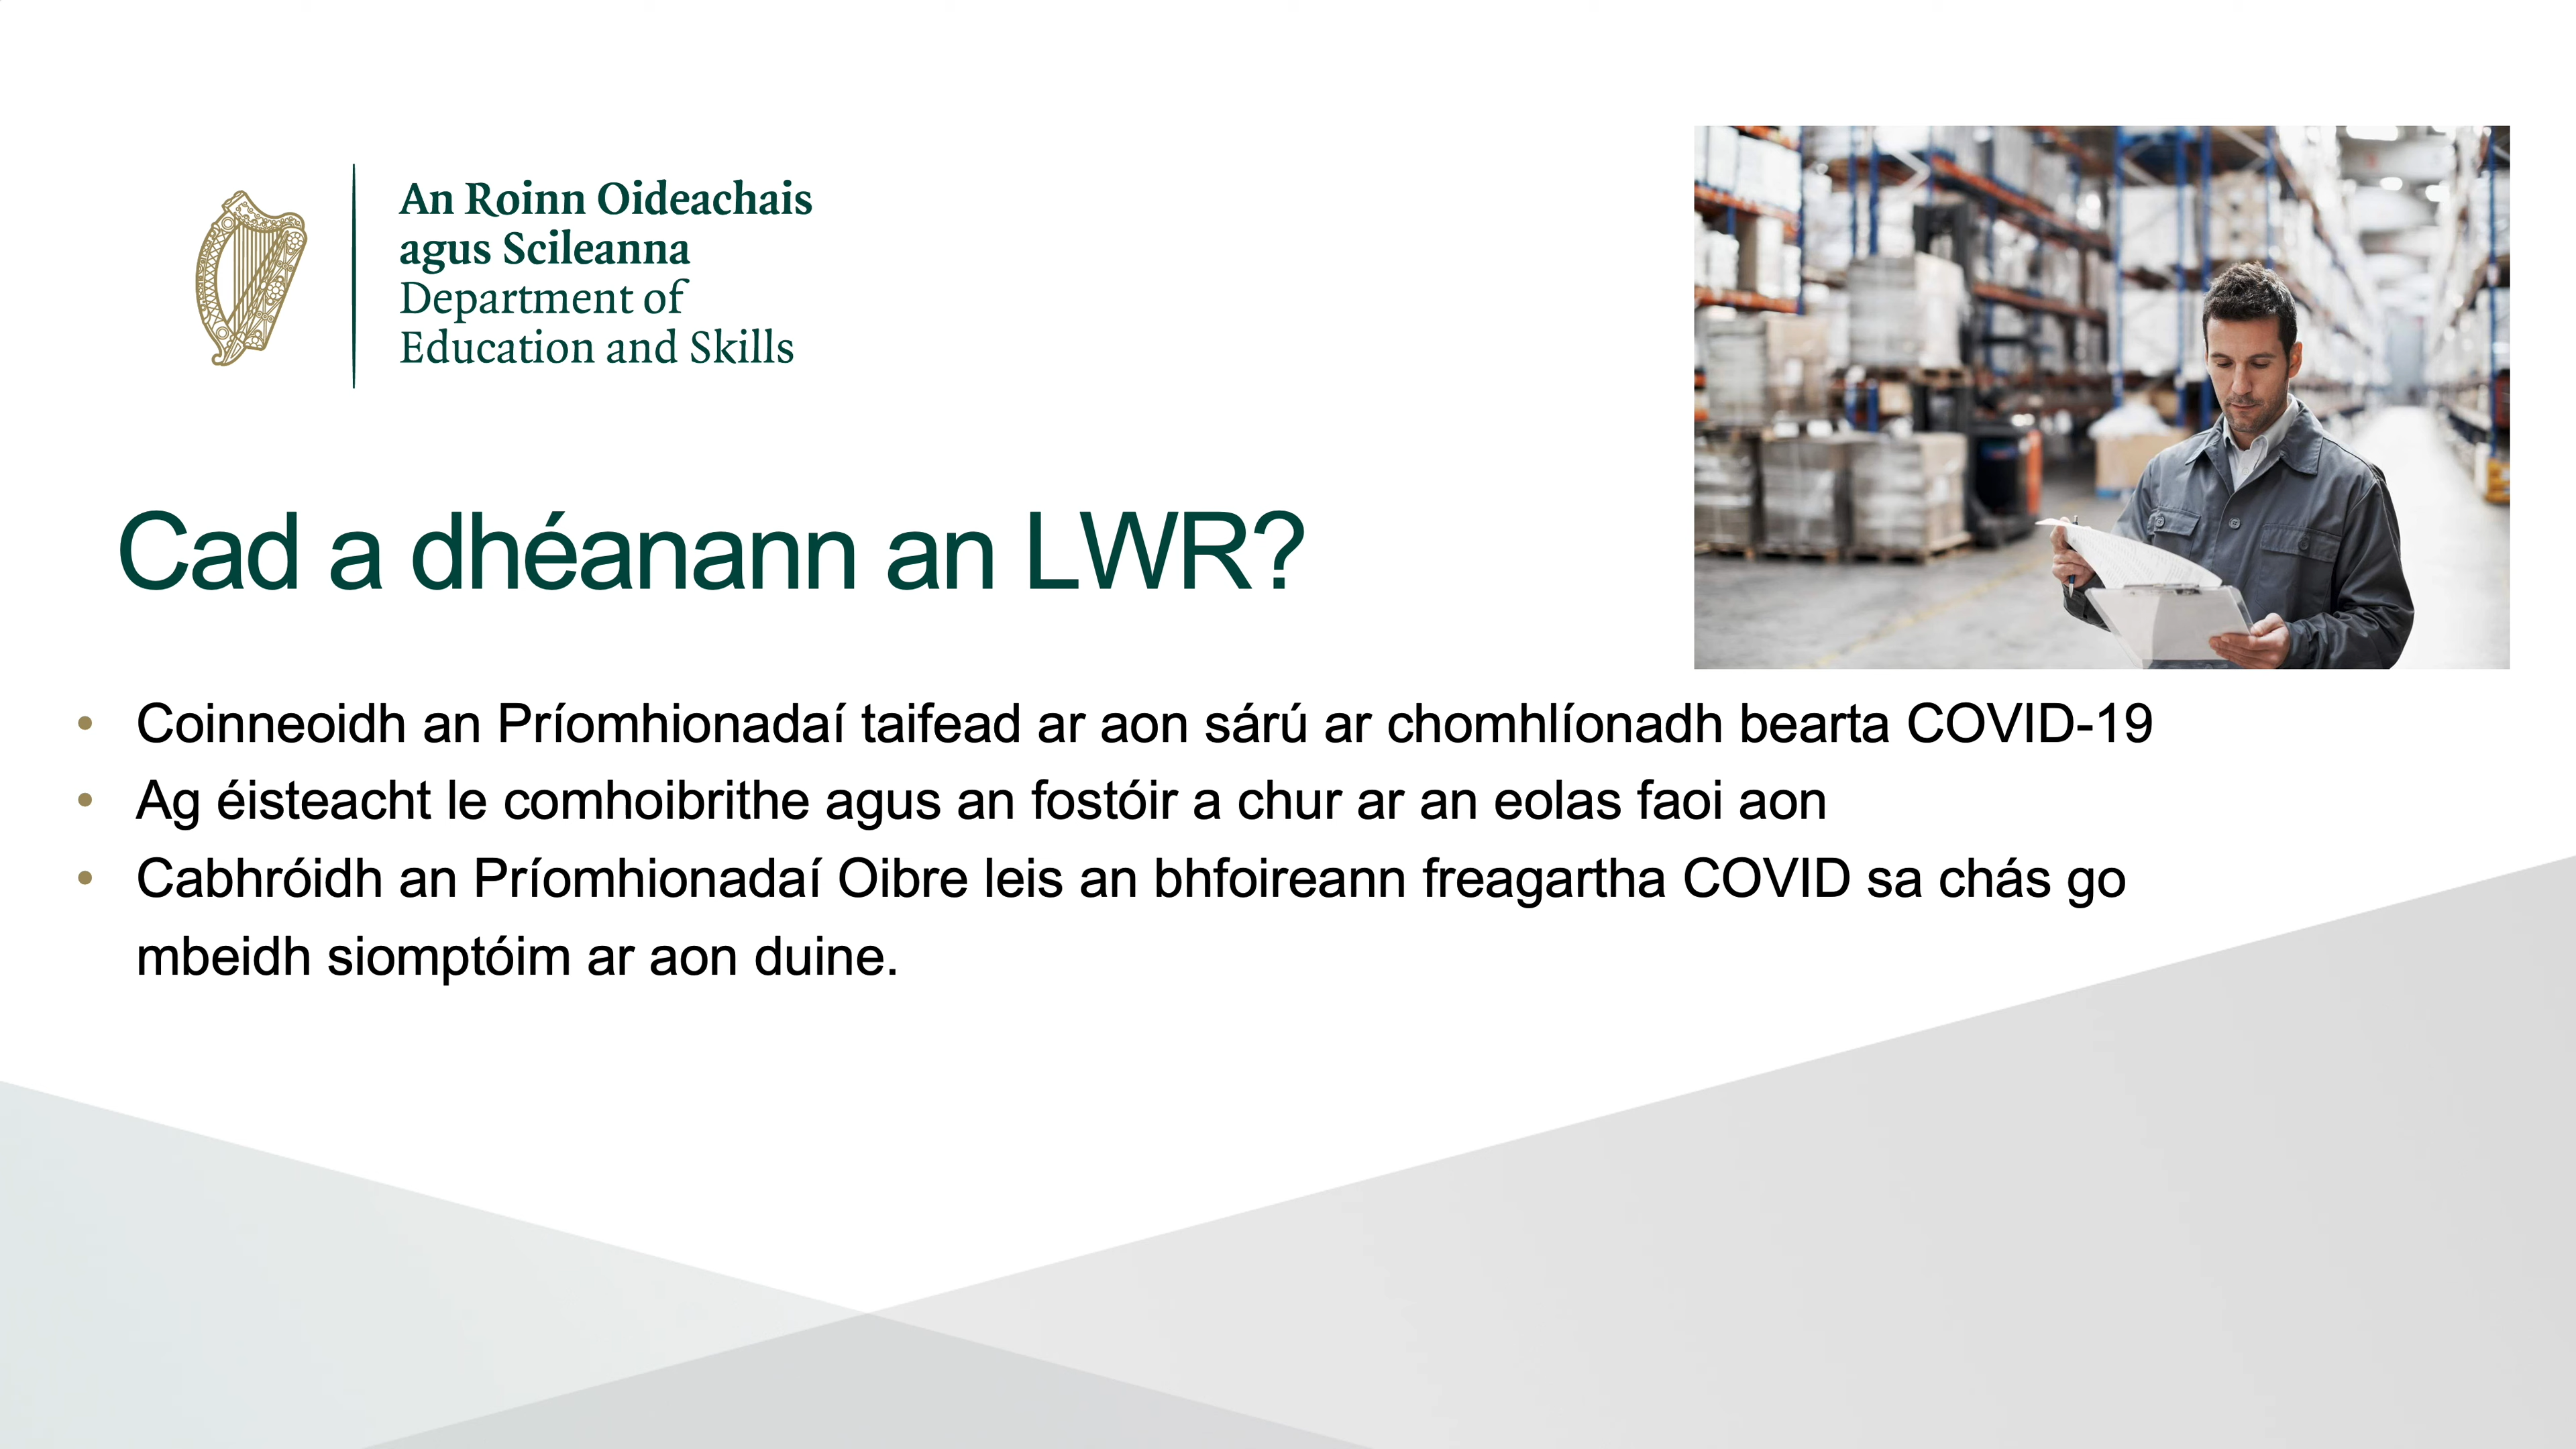 An Roinn Oideachais
agus Scileanna
Department of
Education and Skills
Cad a dhéanann an LWR?
• Coinneoidh an Príomhionadaí taifead ar aon sárú ar chomhlíonadh bearta COVID-19
• Ag éisteacht le comhoibrithe agus an fostóir a chur ar an eolas faoi aon
• Cabhróidh an Príomhionadaí Oibre leis an bhfoireann freagartha COVID sa chás go
mbeidh siomptóim ar aon duine.